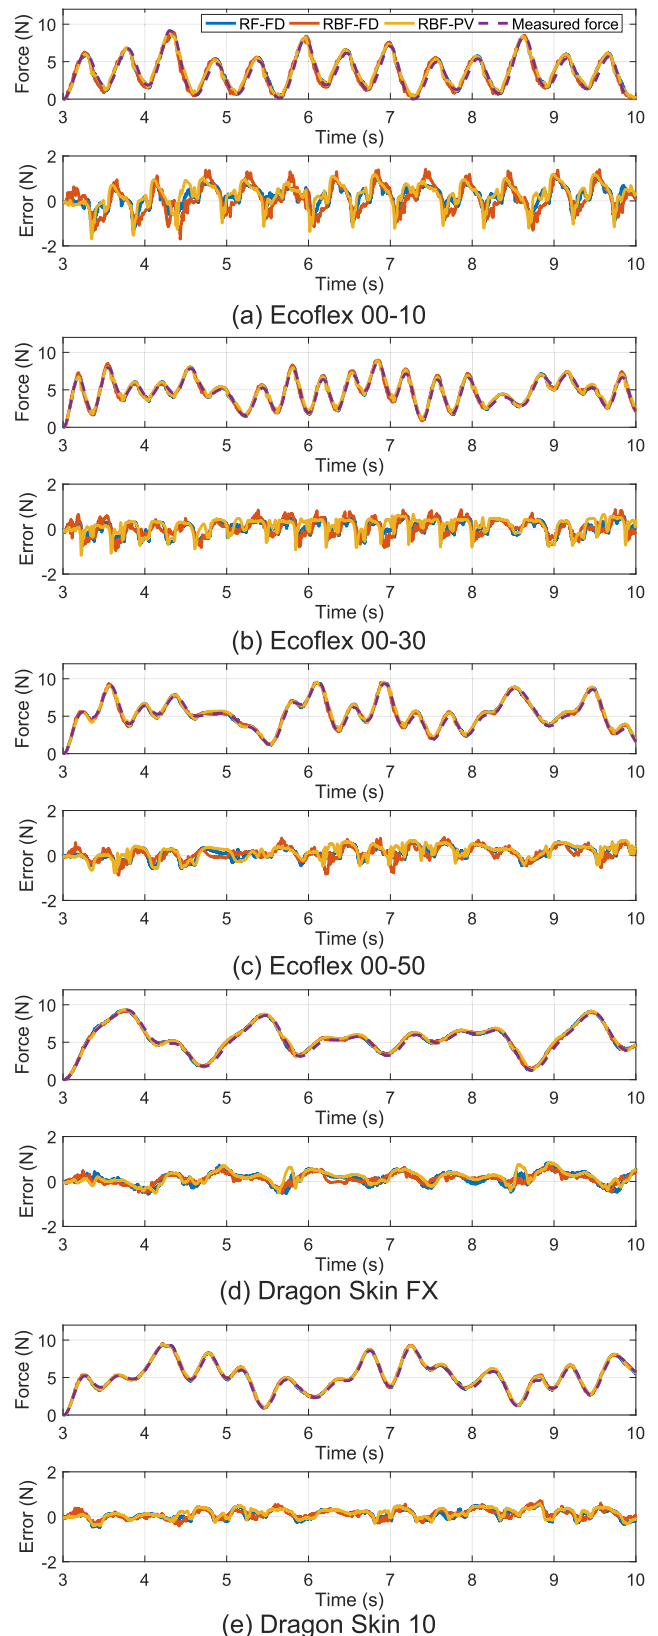 RF-FD RBF-FD RBF-PV Measured force
Force (N)
10
5
0
3 4 5 6 7 8 9 10
Time (s)
Error (N)
2
0
-2
3 4 5 6 7 8 9 10
Time (s)
(a) Ecoflex 00-10
Force (N)
10
5
0
3 4 5 6 7 8 9 10
Time (s)
Error (N)
2
0
-2
3 4 5 6 7 8 9 10
Time (s)
(b) Ecoflex 00-30
Force (N)
10
5
0
3 4 5 6 7 8 9 10
Time (s)
Error (N)
2
0
-2
3 4 5 6 7 8 9 10
Time (s)
(c) Ecoflex 00-50
Force (N)
10
5
0
3 4 5 6 7 8 9 10
Time (s)
Error (N)
2
0
-2
3 4 5 6 7 8 9 10
Time (s)
(d) Dragon Skin FX
Force (N)
10
5
0
3 4 5 6 7 8 9 10
Time (s)
Error (N)
2
0
-2
3 4 5 6 7 8 9 10
Time (s)
(e) Dragon Skin 10